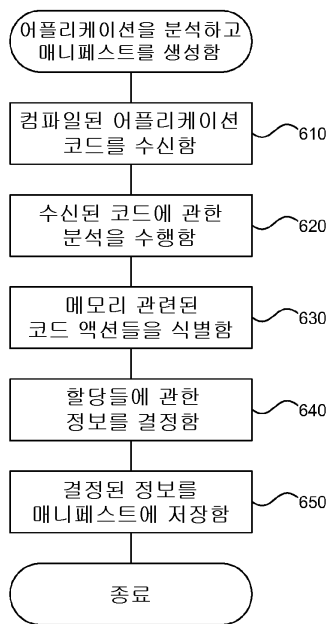 어플리케이션을 분석하고
매니페스트를 생성함
컴파일된 어플리케이션
코드를 수신함
610
수신된 코드에 관한
분석을 수행함
620
메모리 관련된
코드 액션들을 식별함
630
할당들에 관한
정보를 결정함
640
결정된 정보를
매니페스트에 저장함
650
종료